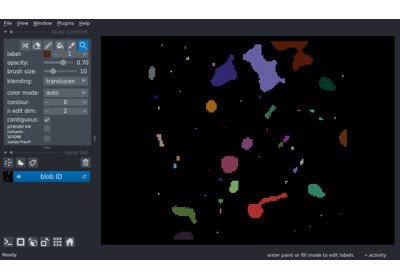 File View Window Plugins Help
layer controls
label: 1
opacity: 0.70
brush size: 10
blending: translucen
color mode: auto
contour: 0
n edit dim: 2
contiguous:
preserve labels:
show selected:
layer list
blob ID
Ready
enter paint or fill mode to edit labels
activity